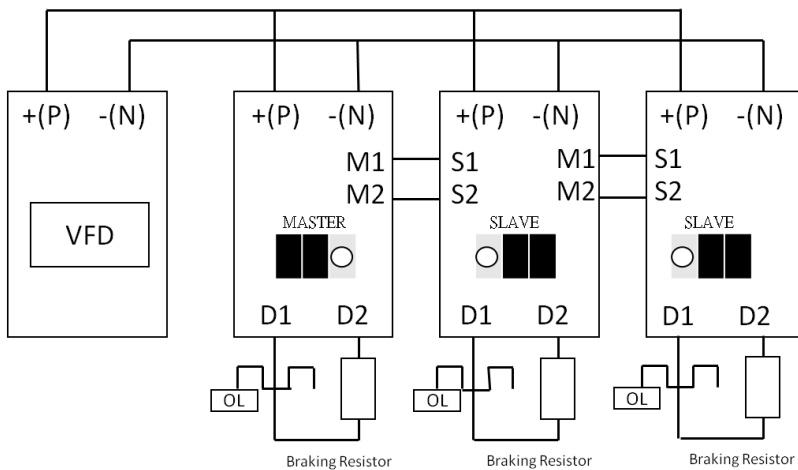 +(P) -(N) +(P) -(N) +(P) -(N) +(P) -(N)
M1 S1 M1 S1
M2 S2 M2 S2
MASTER SLAVE SLAVE
VFD
D1 D2 D1 D2 D1 D2
OL OL OL
Braking Resistor Braking Resistor Braking Resistor